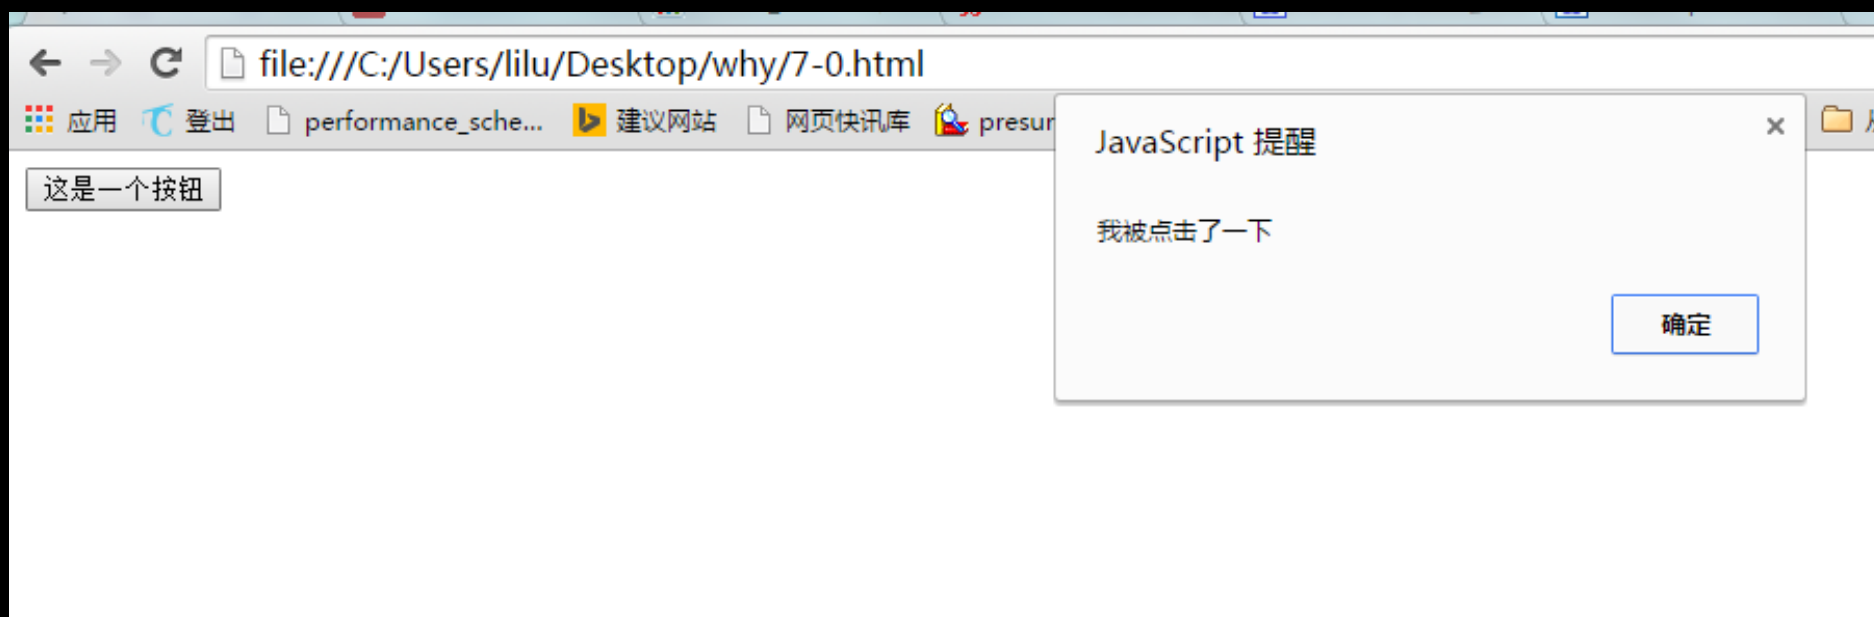 file:///C:/Users/lilu/Desktop/why/7-0.html
应用 登出 performance_sche... 建议网站 网页快讯库 presur
JavaScript 提醒
这是一个按钮
我被点击了一下
确定